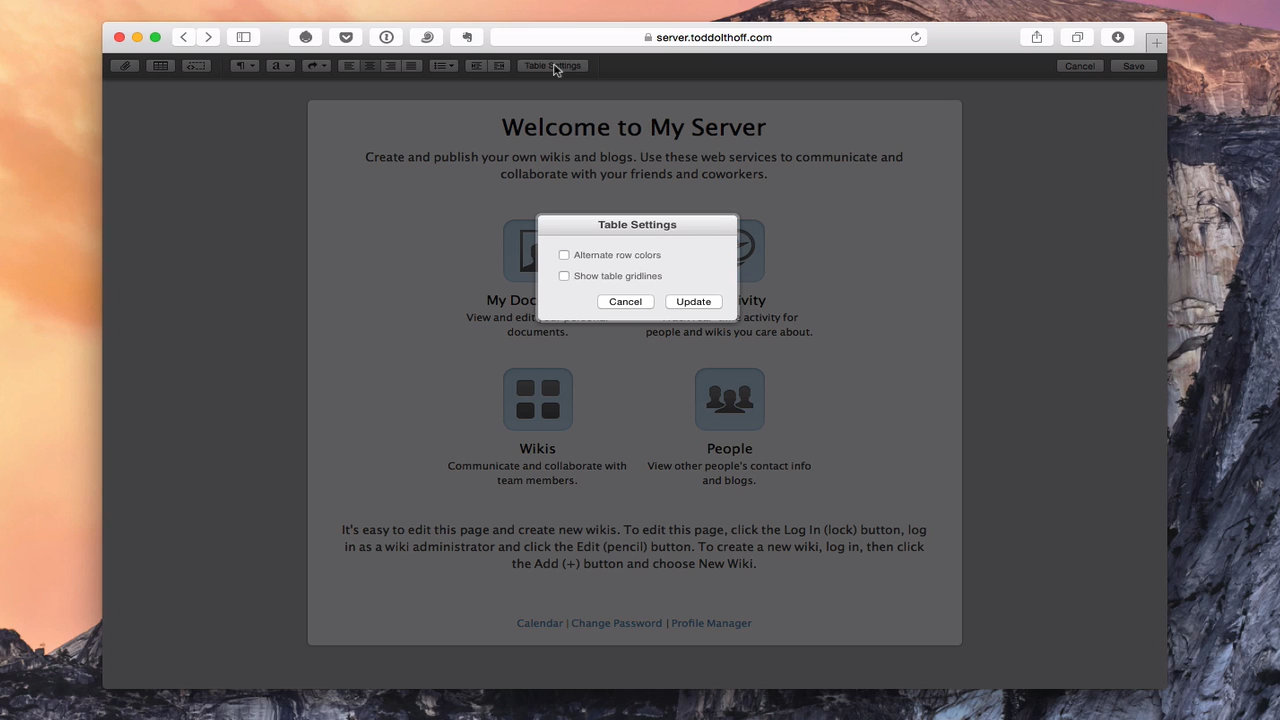 server.toddolthoff.com
Table Settings
Cancel
Save
Welcome to My Server
Create and publish your own wikis and blogs. Use these web services to communicate and
collaborate with your friends and coworkers.
Table Settings
Alternate row colors
Show table gridlines
Cancel
Update
My Doc
View and edit
documents.
ivity
activity for
people and wikis you care about.
Wikis
Communicate and collaborate with
team members.
People
View other people's contact info
and blogs.
It's easy to edit this page and create new wikis. To edit this page, click the Log In (lock) button, log
in as a wiki administrator and click the Edit (pencil) button. To create a new wiki, log in, then click
the Add (+) button and choose New Wiki.
Calendar | Change Password | Profile Manager